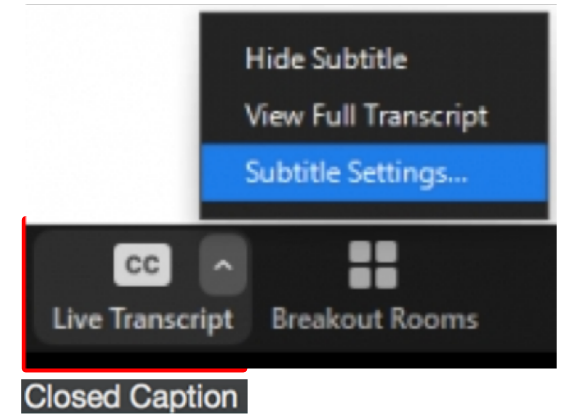 Hide Subtitle
View Full Transcript
Subtitle Settings...
CC
Live Transcript
Breakout Rooms
Closed Caption